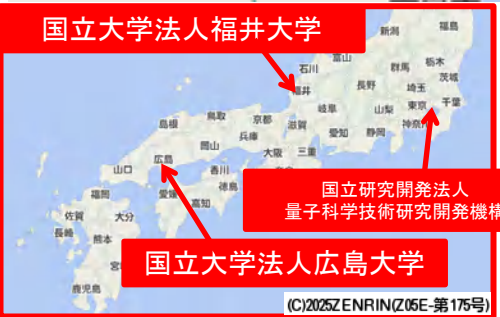 国立大学法人福井大学
新潟
福島
富山
石川
群馬
栃木
福井
長野
茨城
埼玉
岐阜
山梨
東京
千葉
鳥取
京都
島根
滋賀
愛知
静岡
神奈川
兵庫
岡山
大阪
三重
広島
山口
香川
徳島
愛媛
高知
福岡
国立研究開発法人
量子科学技術研究開発機構
佐賀
大分
長崎
熊本
国立大学法人広島大学
鹿児島
(C)2025ZENRIN(Z05E-第175号)